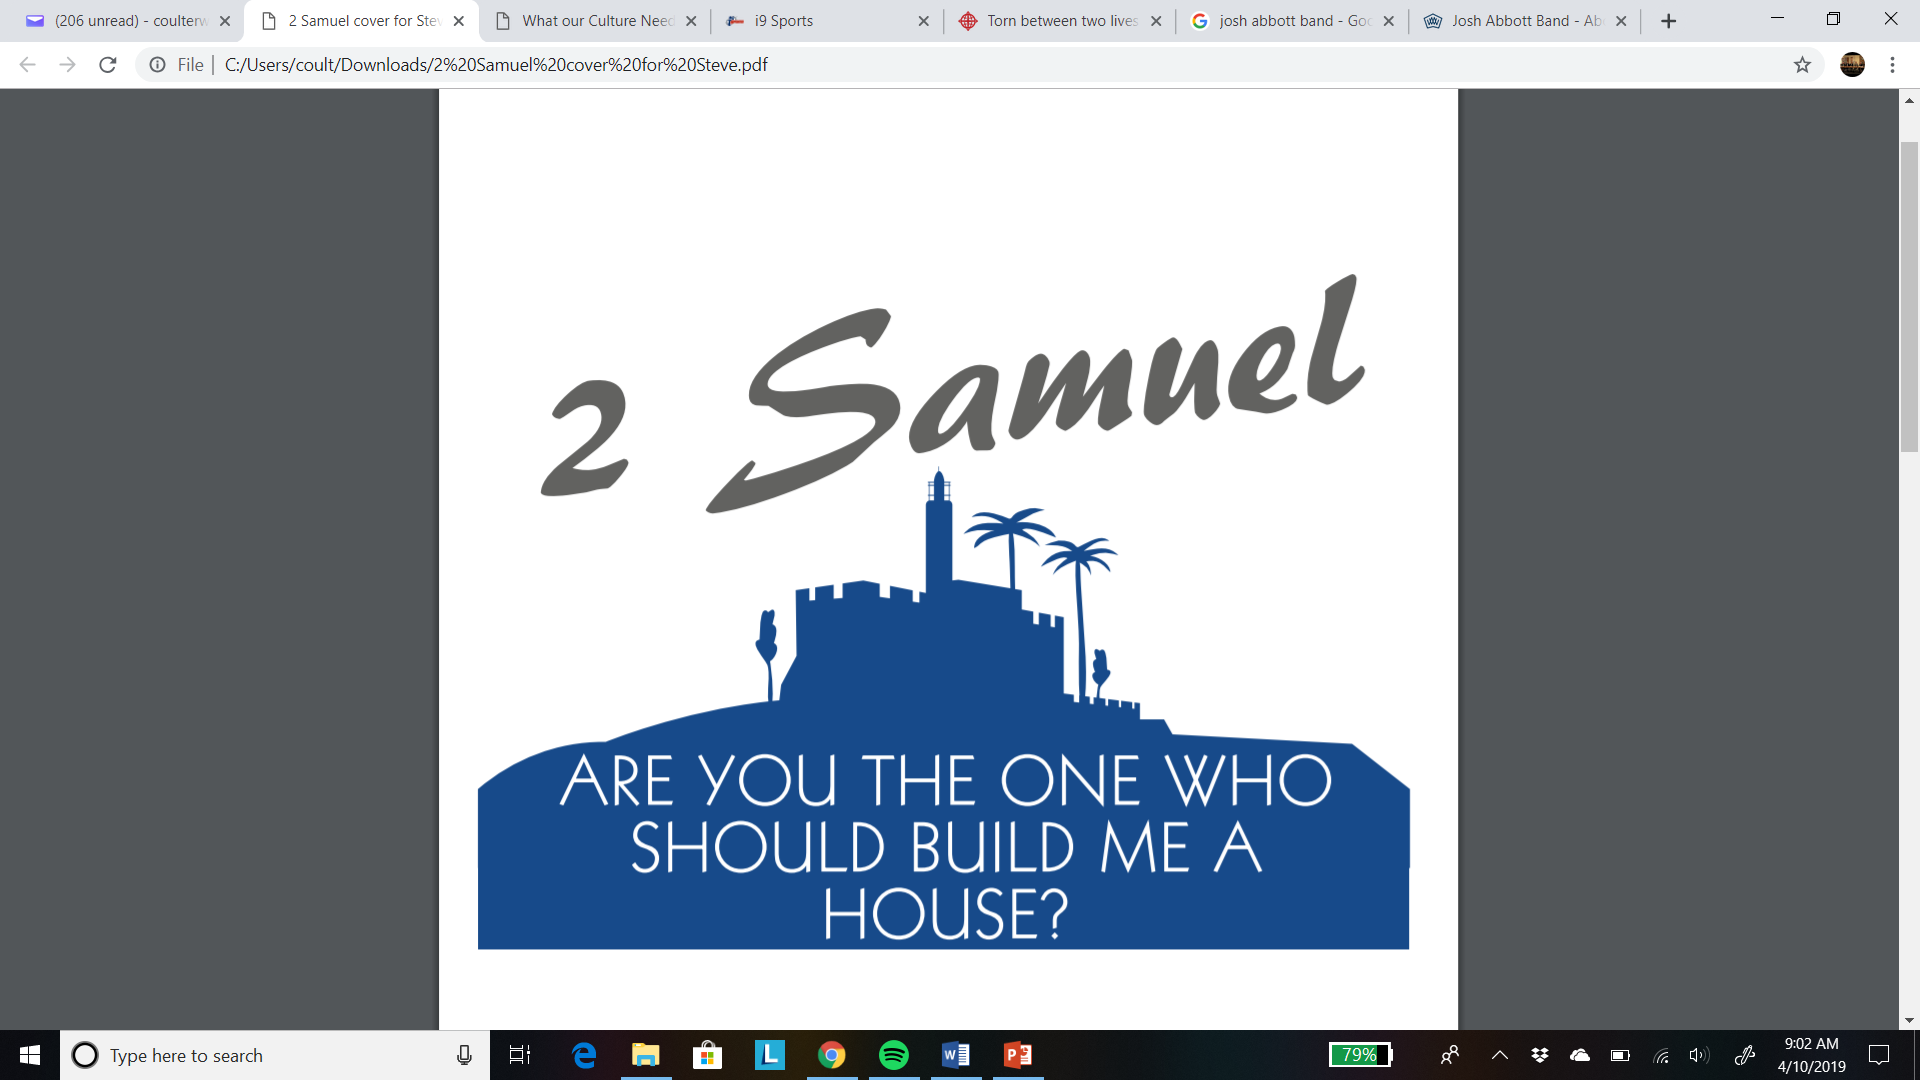 (206 unread) - coulterw
2 Samuel cover for Stev
What our Culture Need
i9 Sports
Torn between two lives
josh abbott band - Goo
Josh Abbott Band - Abo
File
C:/Users/coult/Downloads/2%20Samuel%20cover%20for%20Steve.pdf
2 Samuel
ARE YOU THE ONE WHO
SHOULD BUILD ME A
HOUSE?
Type here to search
79%
9:02 AM
4/10/2019